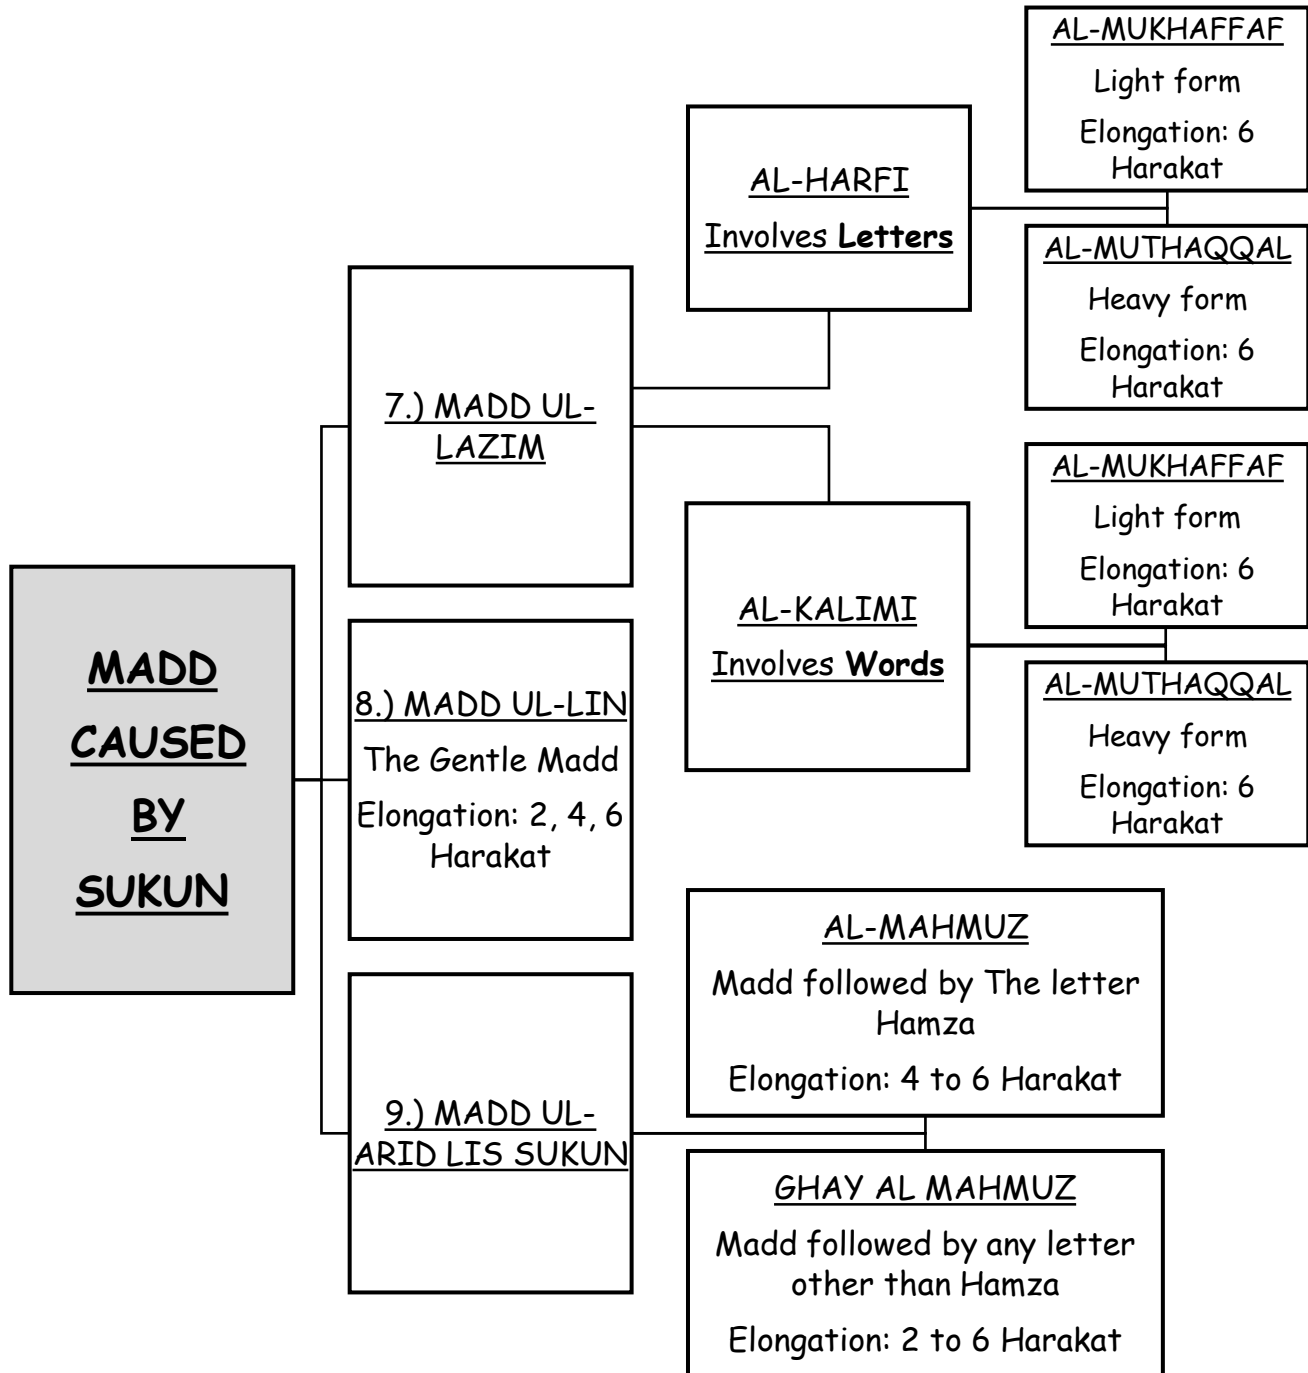 MADD
CAUSED
BY
SUKUN
7.) MADD UL-
LAZIM
AL-HARFI
Involves Letters
AL-MUKHAFFAF
Light form
Elongation: 6
Harakat
AL-MUTHAQQAL
Heavy form
Elongation: 6
Harakat
AL-KALIMI
Involves Words
AL-MUKHAFFAF
Light form
Elongation: 6
Harakat
AL-MUTHAQQAL
Heavy form
Elongation: 6
Harakat
8.) MADD UL-LIN
The Gentle Madd
Elongation: 2, 4, 6
Harakat
9.) MADD UL-
ARID LIS SUKUN
AL-MAHMUZ
Madd followed by The letter
Hamza
Elongation: 4 to 6 Harakat
GHAY AL MAHMUZ
Madd followed by any letter
other than Hamza
Elongation: 2 to 6 Harakat